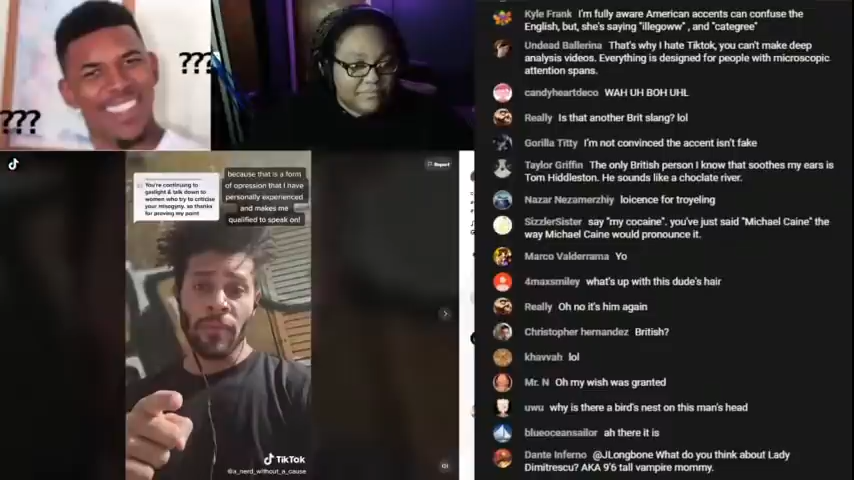 ???
???
Report
You're continuing to
gaslight & talk down to
women who try to criticise
your misogyny. so thanks
for proving my point
because that is a form
of opression that I have
personally experienced
and makes me
qualified to speak on!
TikTok
@a_nerd_without_a_cause
Kyle Frank I'm fully aware American accents can confuse the
English, but, she's saying "illegoww" , and "categree"
Undead Ballerina That's why I hate Tiktok, you can't make deep
analysis videos. Everything is designed for people with microscopic
attention spans.
candyheartdeco WAH UH BOH UHL
Really Is that another Brit slang? lol
Gorilla Titty I'm not convinced the accent isn't fake
Taylor Griffin The only British person I know that soothes my ears is
Tom Hiddleston. He sounds like a choclate river.
Nazar Nezamerzhiy loicence for troyeling
SizzlerSister say "my cocaine". you've just said "Michael Caine" the
way Michael Caine would pronounce it.
Marco Valderrama Yo
4maxsmiley what's up with this dude's hair
Really Oh no it's him again
Christopher hernandez British?
khavvah lol
Mr. N Oh my wish was granted
uwu why is there a bird's nest on this man's head
blueoceansailor ah there it is
Dante Inferno @JLongbone What do you think about Lady
Dimitrescu? AKA 9'6 tall vampire mommy.